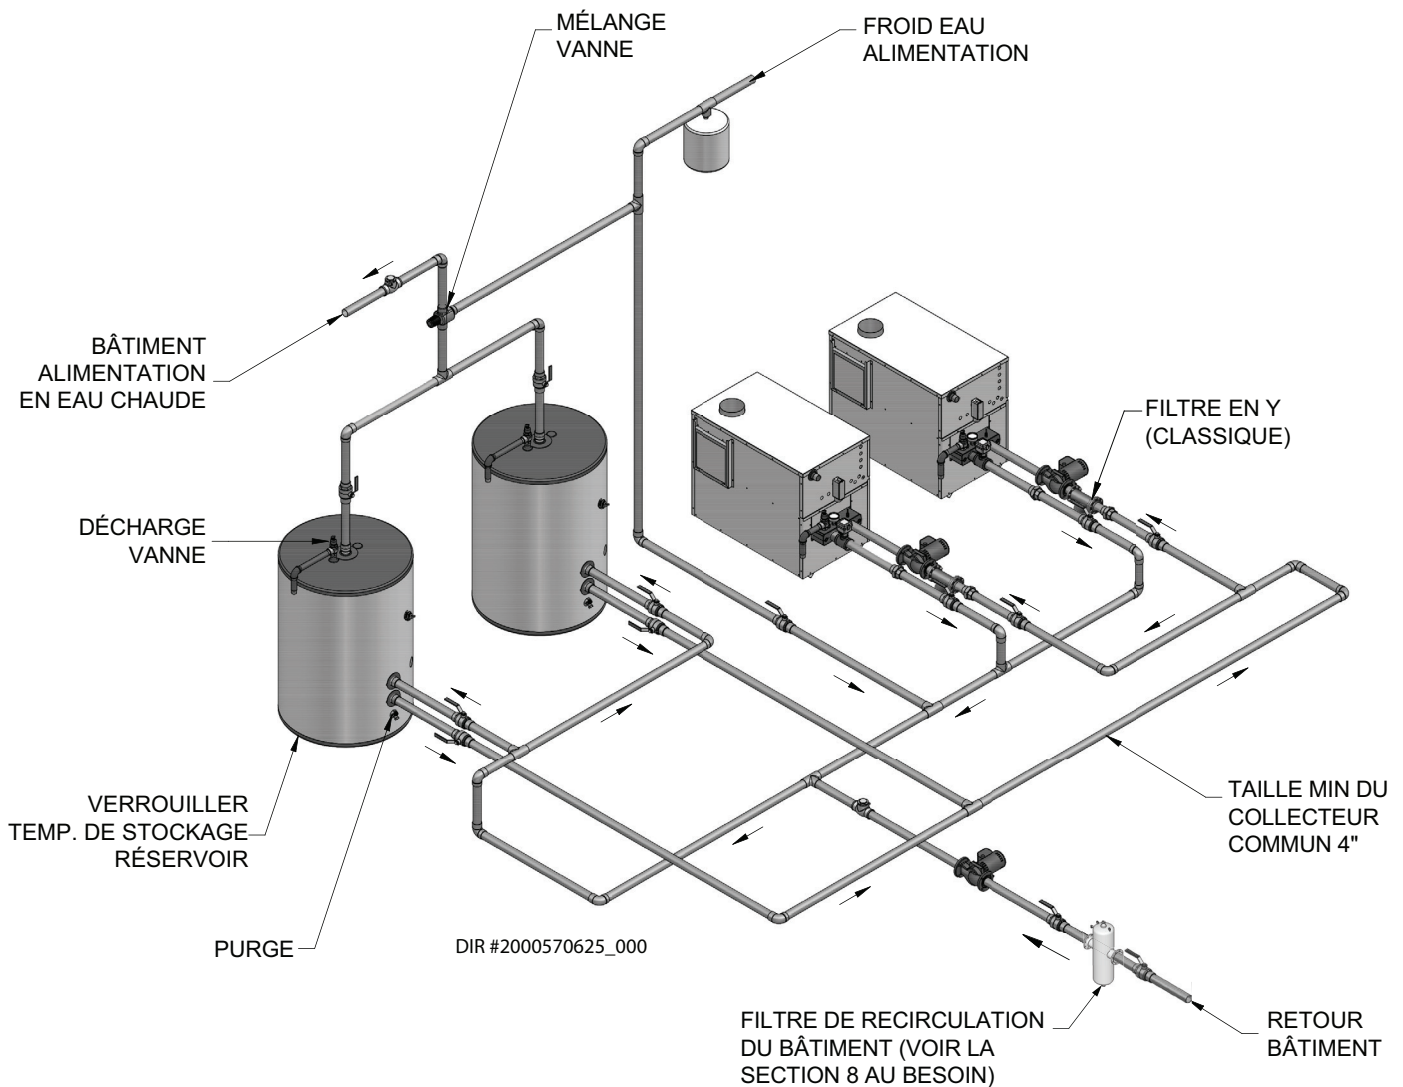 MÉLANGE
VANNE
FROID EAU
ALIMENTATION
BÂTIMENT
ALIMENTATION
EN EAU CHAUDE
FILTRE EN Y
(CLASSIQUE)
DÉCHARGE
VANNE
VERROUILLER
TEMP. DE STOCKAGE
RÉSERVOIR
TAILLE MIN DU
COLLECTEUR
COMMUN 4"
PURGE
DIR #2000570625_000
FILTRE DE RECIRCULATION
DU BÂTIMENT (VOIR LA
SECTION 8 AU BESOIN)
RETOUR
BÂTIMENT